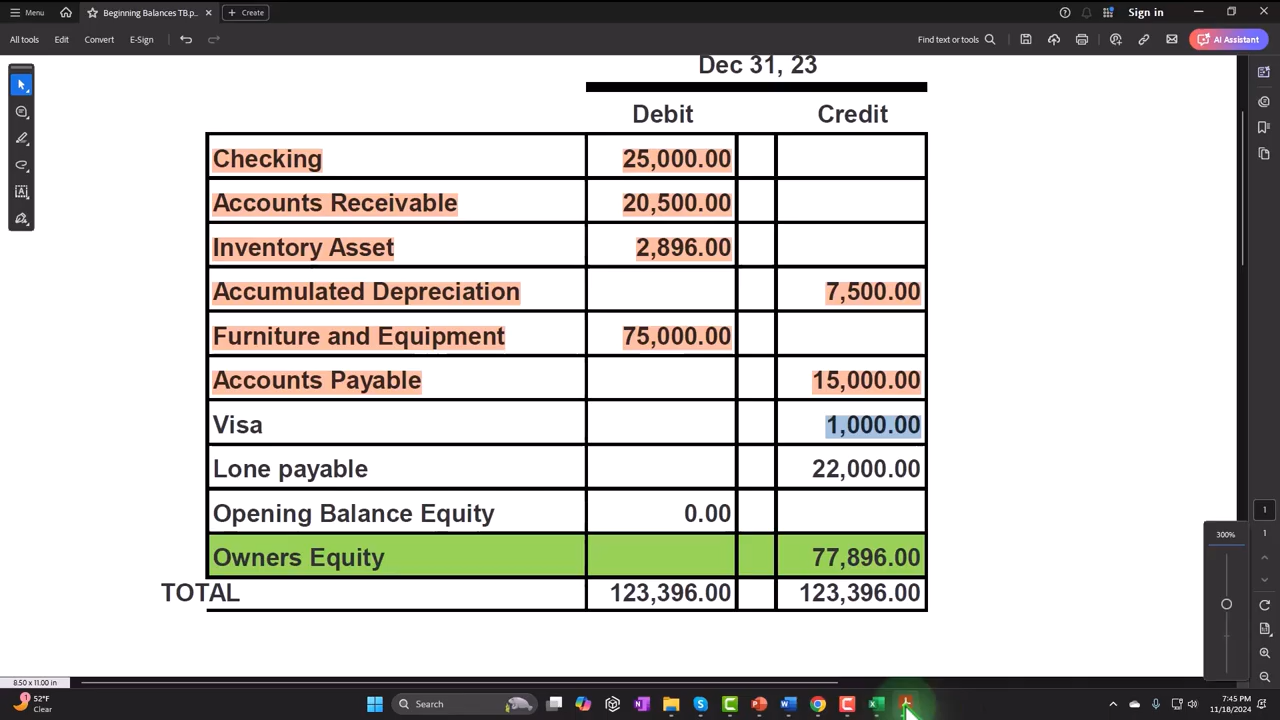 Menu
Beginning Balances TB.p...
Create
Sign in
All tools
Edit
Convert
E-Sign
Find text or tools
AI Assistant
Dec 31, 23
Debit Credit
Checking 25,000.00
Accounts Receivable 20,500.00
Inventory Asset 2,896.00
Accumulated Depreciation 7,500.00
Furniture and Equipment 75,000.00
Accounts Payable 15,000.00
Visa 1,000.00
Lone payable 22,000.00
Opening Balance Equity 0.00
Owners Equity 77,896.00
TOTAL 123,396.00 123,396.00
1
1
300%
8.50 x 11.00 in
1
52°F
Clear
Search
7:45 PM
11/18/2024